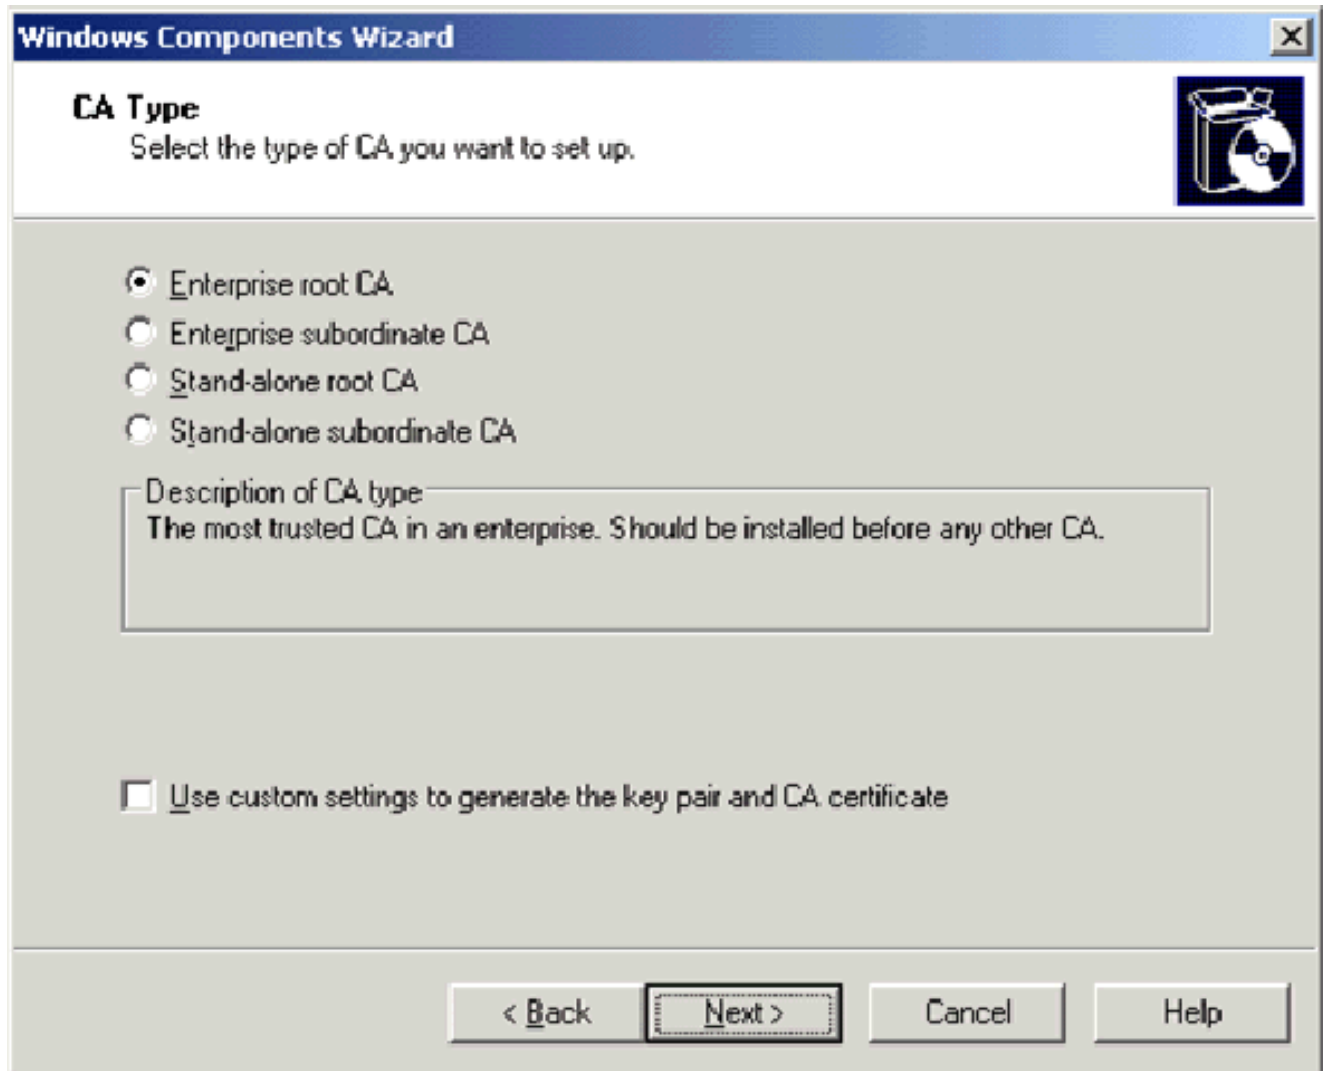 Windows Components Wizard
CA Type
Select the type of CA you want to set up.
Enterprise root CA
Enterprise subordinate CA
Stand-alone root CA
Stand-alone subordinate CA
Description of CA type
The most trusted CA in an enterprise. Should be installed before any other CA.
Use custom settings to generate the key pair and CA certificate
< Back
Next >
Cancel
Help